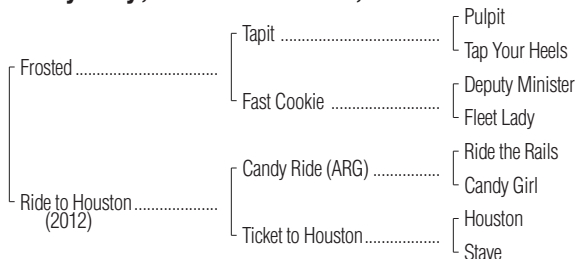 Pulpit
Tapit
Tap Your Heels
Frosted
Deputy Minister
Fast Cookie
Fleet Lady
Ride the Rails
Candy Ride (ARG)
Candy Girl
Ride to Houston
(2012)
Houston
Ticket to Houston
Stave